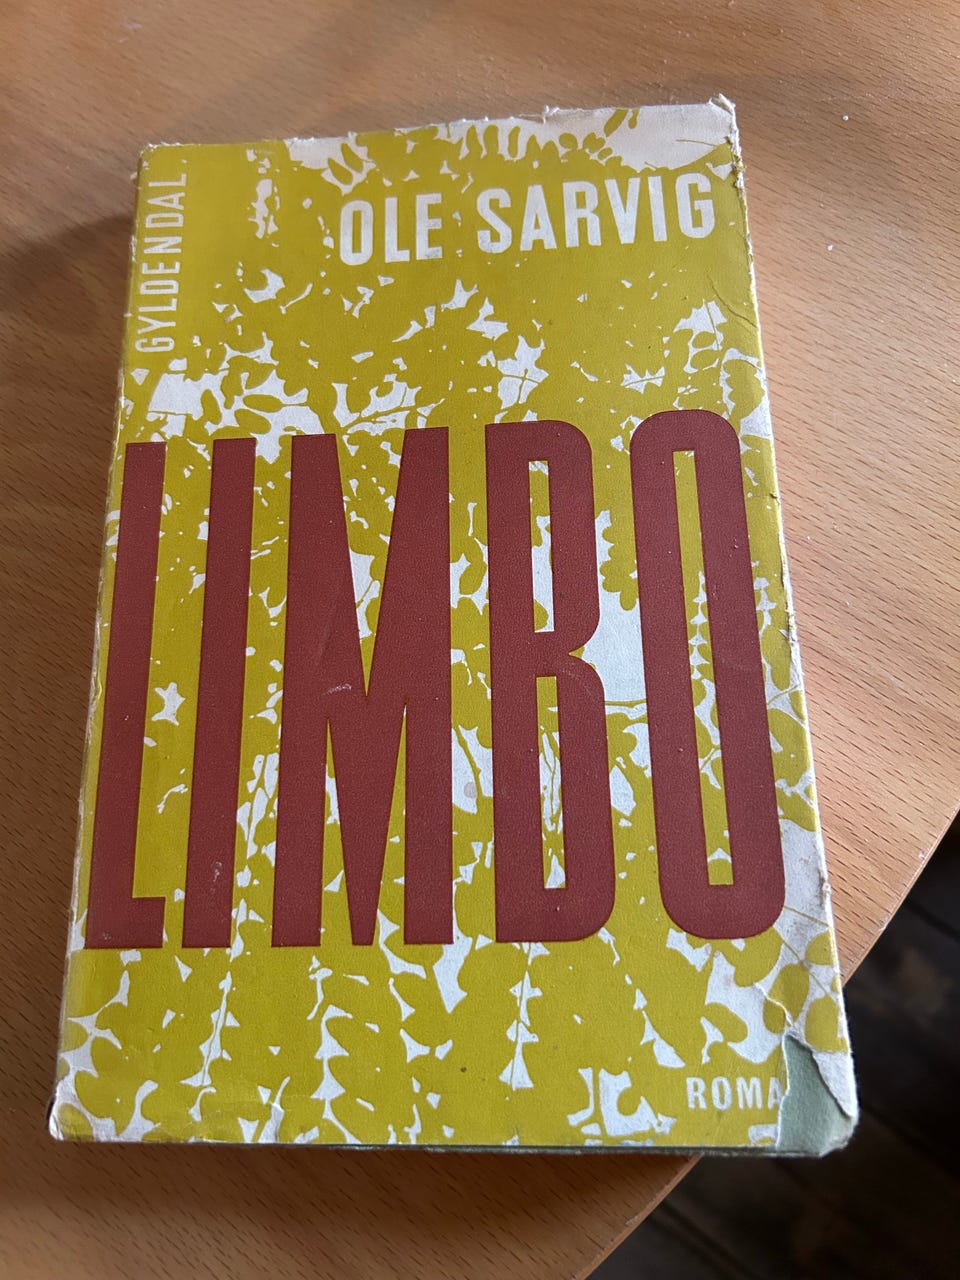 GYLDENDAL
OLE SARVIG
LIMBO
ROMA